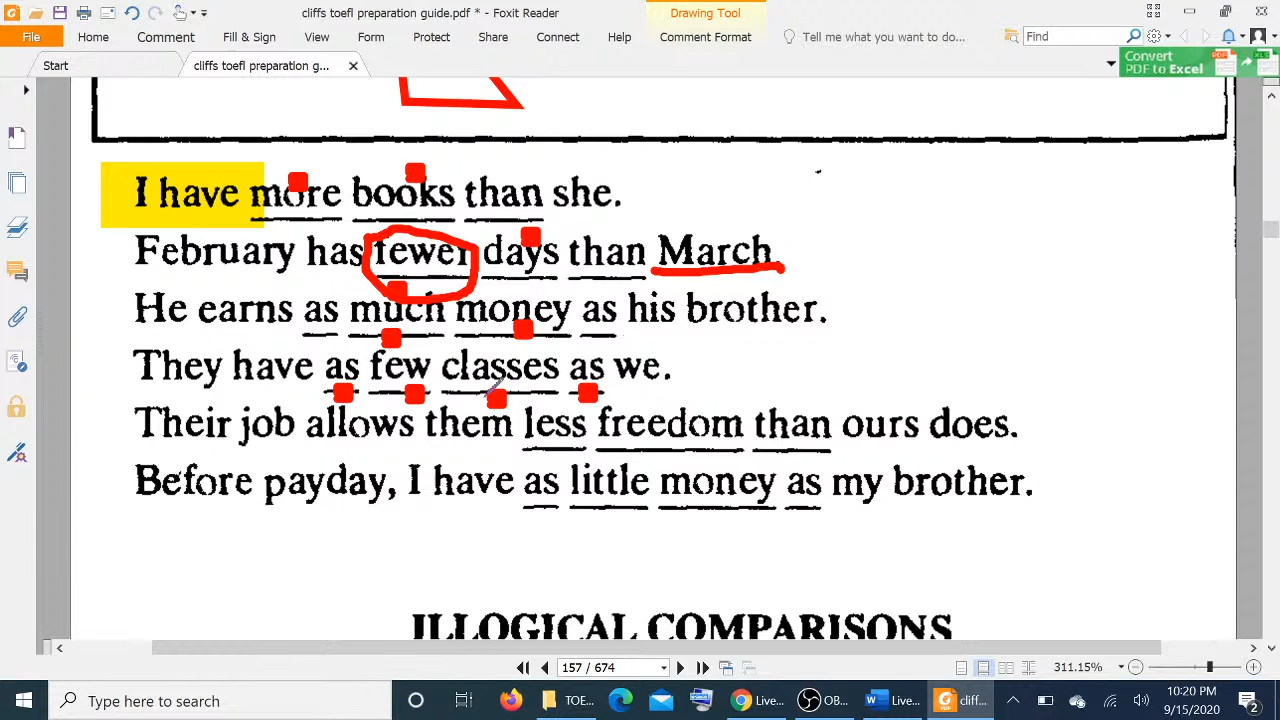 cliffs toefl preparation guide.pdf * - Foxit Reader
Drawing Tool
File Home Comment Fill & Sign View Form Protect Share Connect Help Comment Format Tell me what you want to do... Find
Start cliffs toefl preparation g...
Convert
PDF to Excel
I have more books than she.
February has fewer days than March.
He earns as much money as his brother.
They have as few classes as we.
Their job allows them less freedom than ours does.
Before payday, I have as little money as my brother.
ILLOGICAL COMPARISONS
157 / 674
311.15%
Type here to search
TOE...
Live...
OB...
Live...
cliff...
10:20 PM
9/15/2020
2